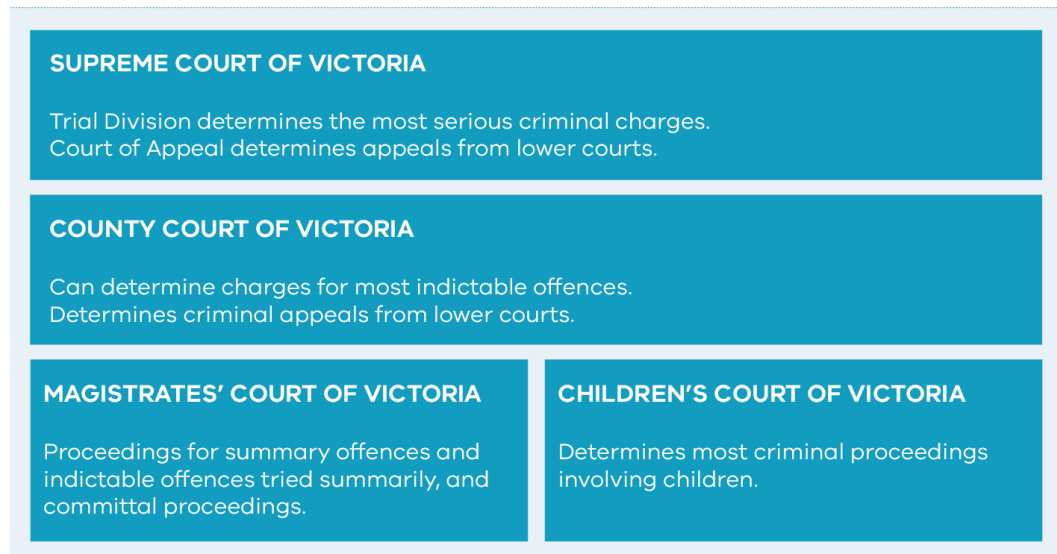 SUPREME COURT OF VICTORIA
Trial Division determines the most serious criminal charges.
Court of Appeal determines appeals from lower courts.
COUNTY COURT OF VICTORIA
Can determine charges for most indictable offences.
Determines criminal appeals from lower courts.
MAGISTRATES’ COURT OF VICTORIA
Proceedings for summary offences and
indictable offences tried summarily, and
committal proceedings.
CHILDREN’S COURT OF VICTORIA
Determines most criminal proceedings
involving children.